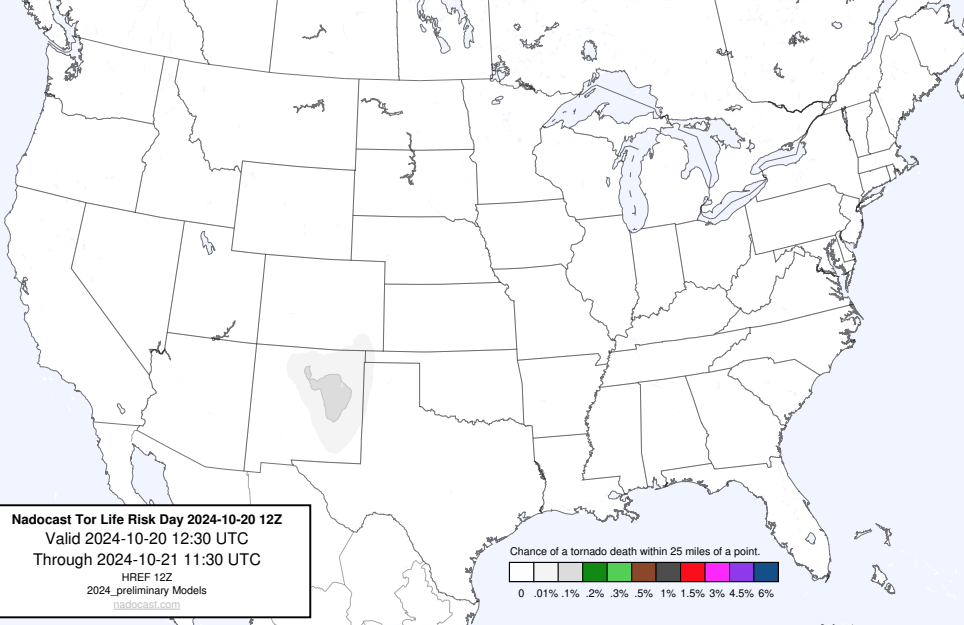 Nadocast Tor Life Risk Day 2024-10-20 12Z
Valid 2024-10-20 12:30 UTC
Through 2024-10-21 11:30 UTC
HREF 12Z
2024_preliminary Models
nadocast.com
Chance of a tornado death within 25 miles of a point.
0 .01% .1% .2% .3% .5% 1% 1.5% 3% 4.5% 6%